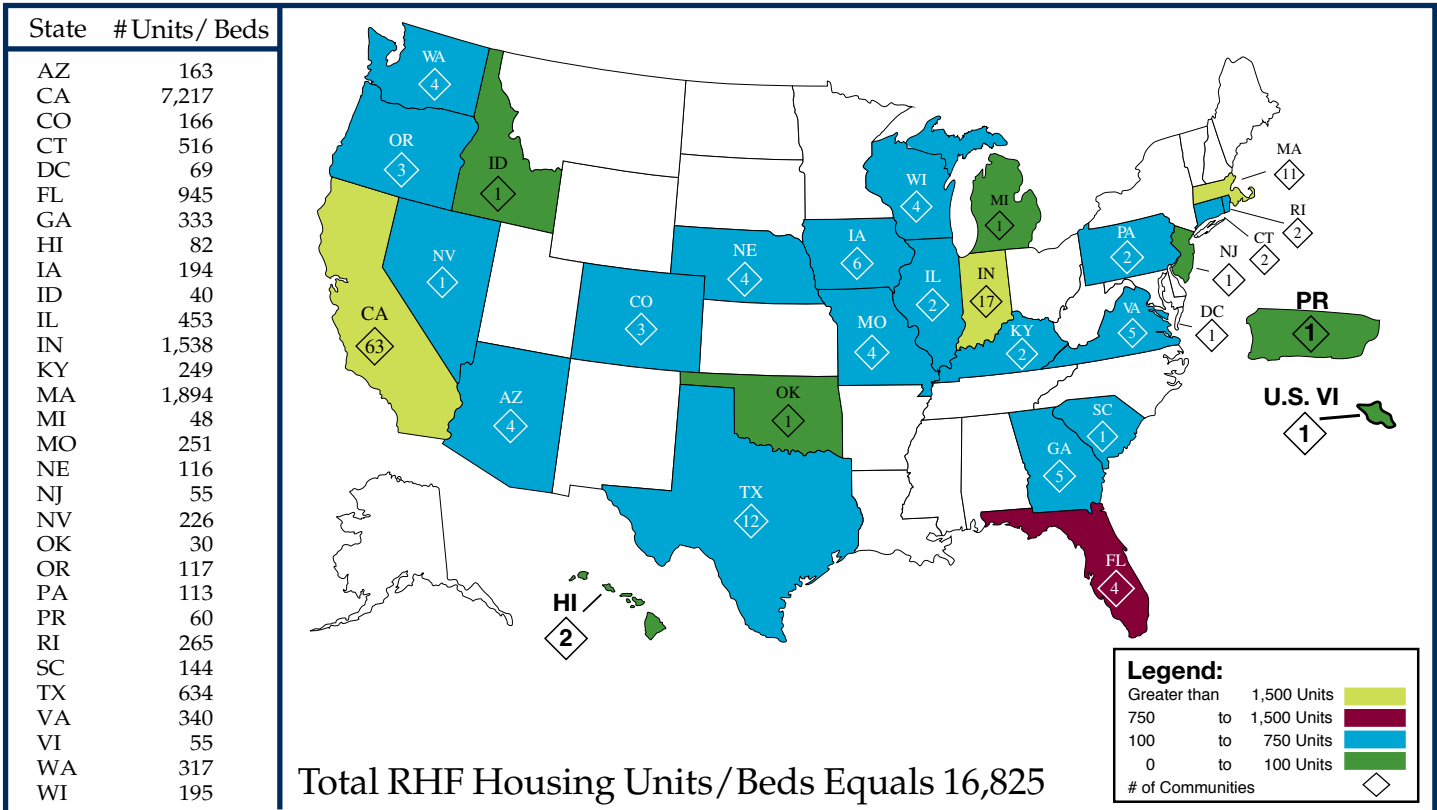 State # Units/ Beds
AZ 163
CA 7,217
CO 166
CT 516
DC 69
FL 945
GA 333
HI 82
IA 194
ID 40
IL 453
IN 1,538
KY 249
MA 1,894
MI 48
MO 251
NE 116
NJ 55
NV 226
OK 30
OR 117
PA 113
PR 60
RI 265
SC 144
TX 634
VA 340
VI 55
WA 317
WI 195
WA
4
OR
3
ID
1
CA
63
NV
1
AZ
4
CO
3
NE
4
IA
6
WI
4
MI
1
IL
2
IN
17
MO
4
KY
2
OK
1
TX
12
PA
2
VA
5
SC
1
GA
5
FL
4
MA
11
RI
2
CT
2
NJ
1
DC
1
PR
1
U.S. VI
1
HI
2
Legend:
Greater than 1,500 Units
750 to 1,500 Units
100 to 750 Units
0 to 100 Units
# of Communities
Total RHF Housing Units/Beds Equals 16,825